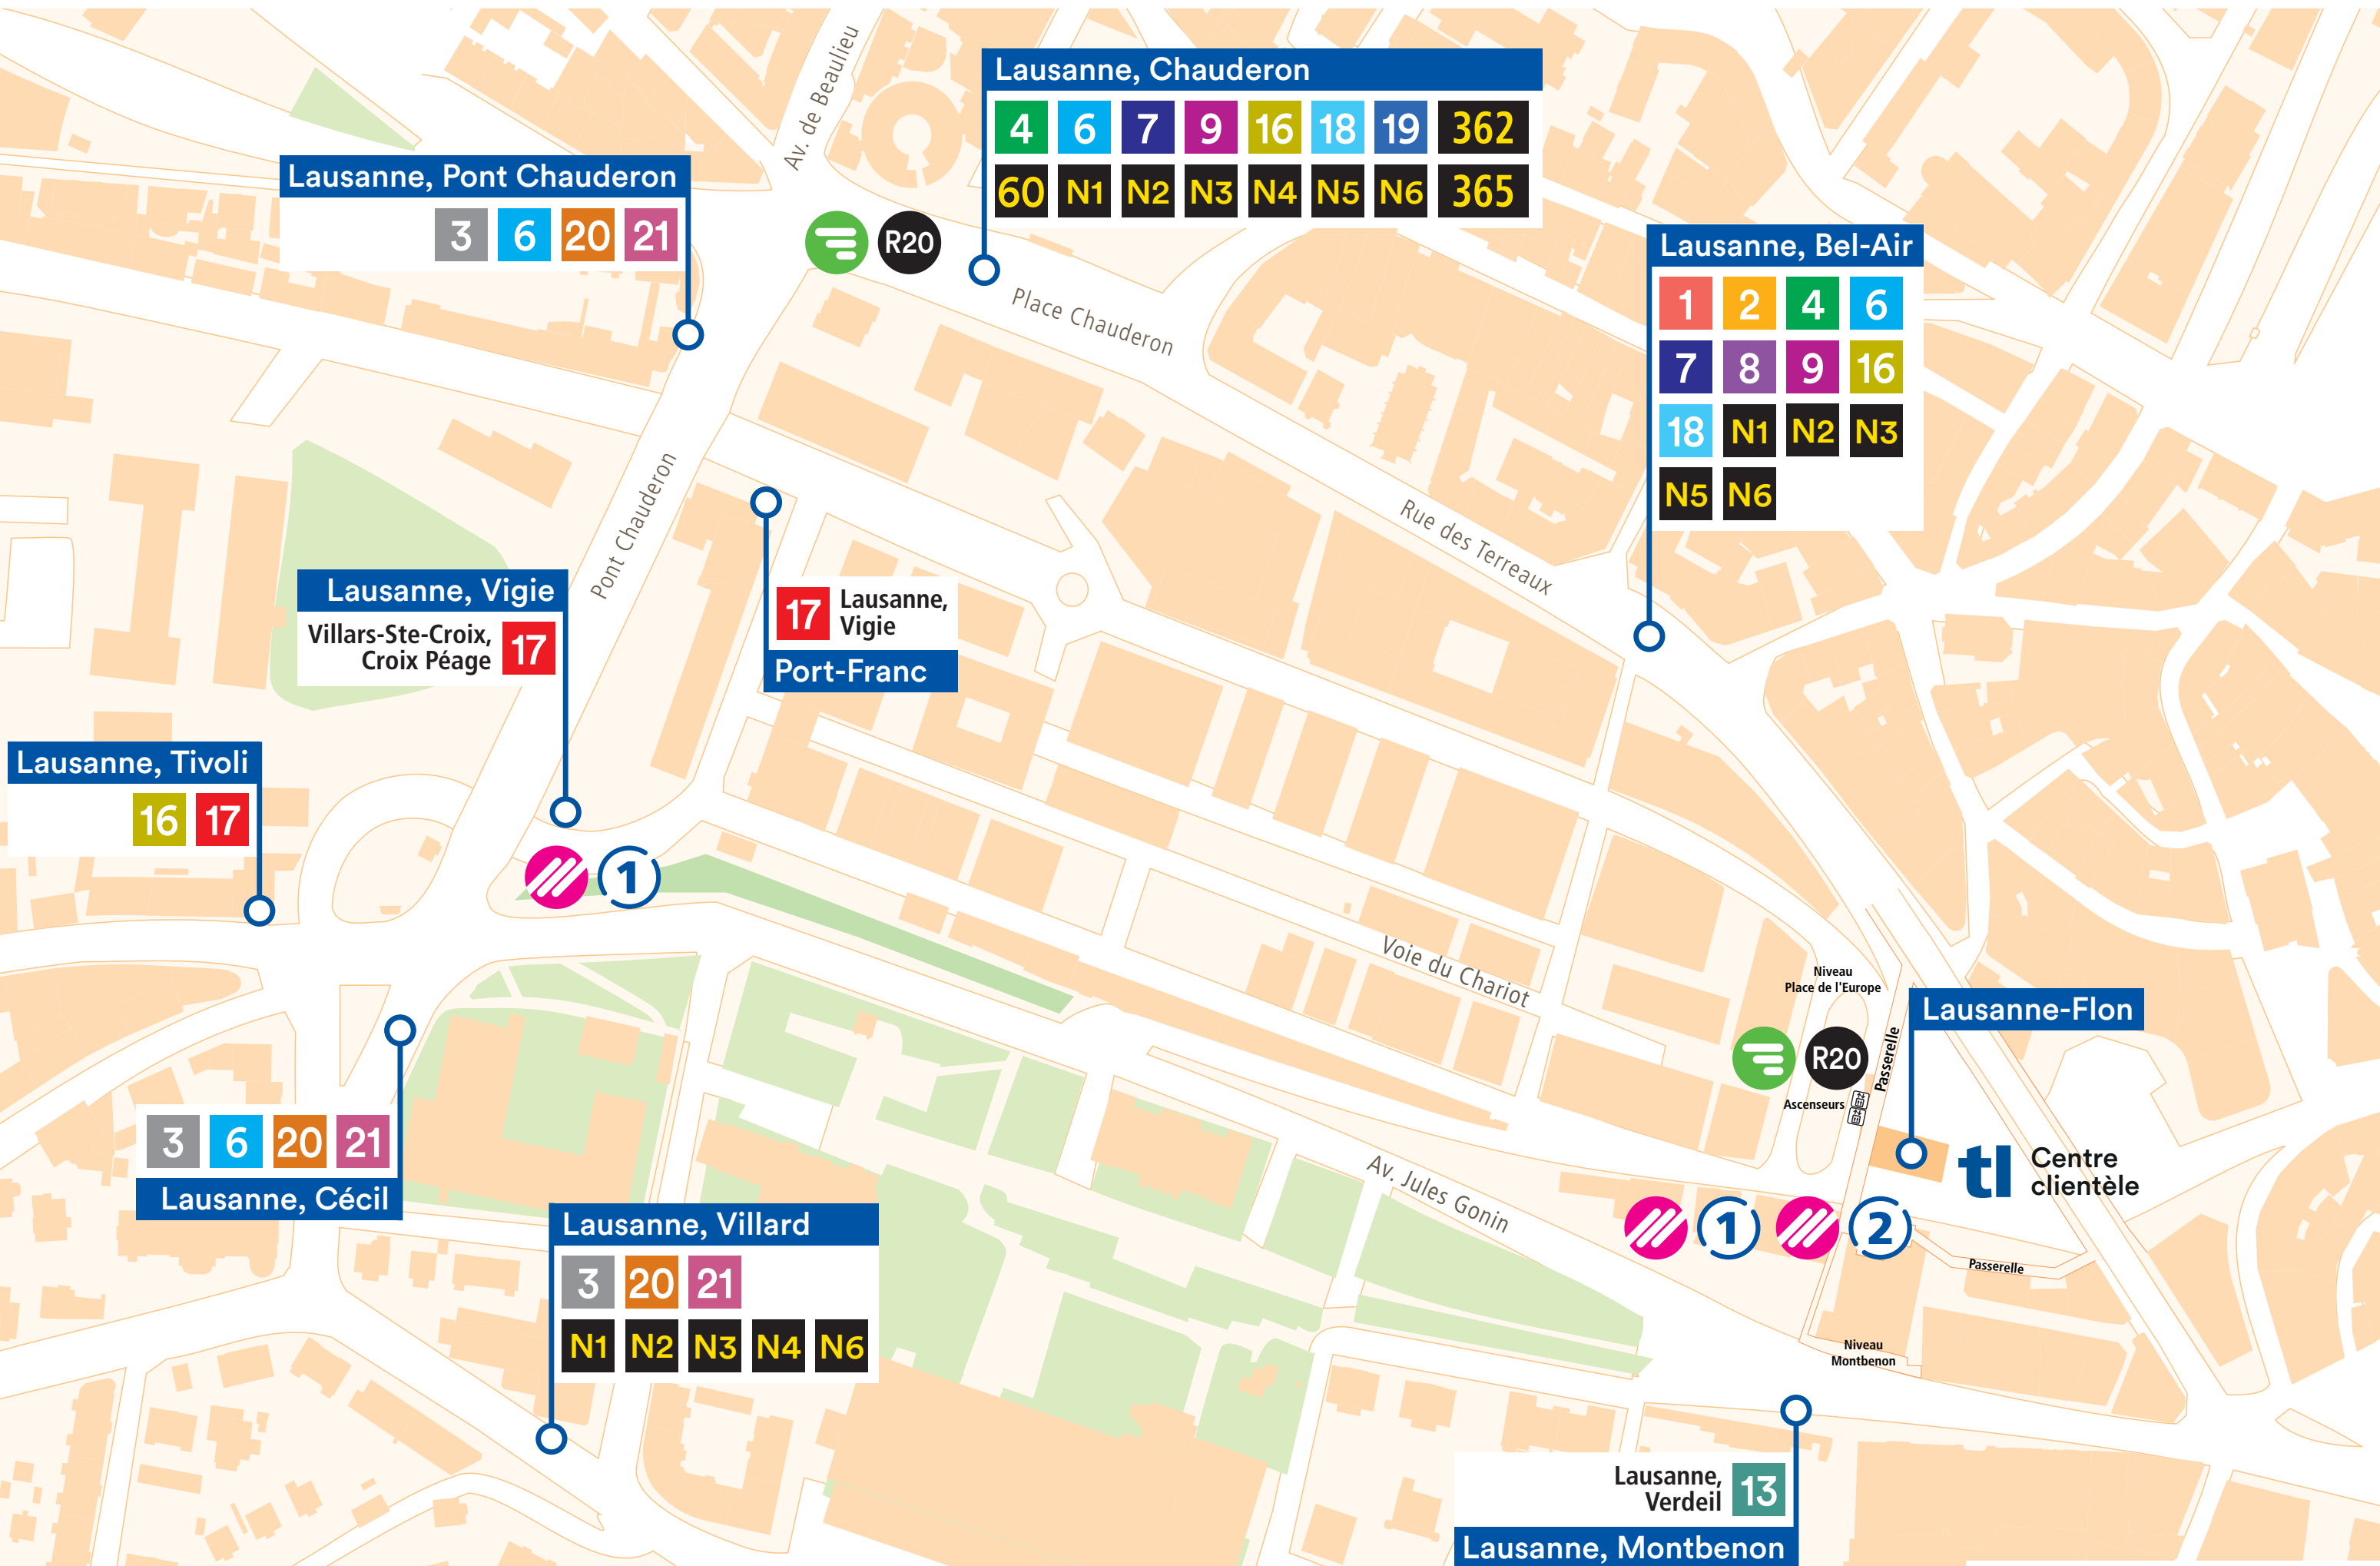 Av. de Beaulieu
Lausanne, Chauderon
4 6 7 9 16 18 19 362
60 N1 N2 N3 N4 N5 N6 365
Lausanne, Pont Chauderon
3 6 20 21
R20
Place Chauderon
Lausanne, Bel-Air
1 2 4 6
7 8 9 16
18 N1 N2 N3
N5 N6
Pont Chauderon
Rue des Terreaux
Lausanne, Vigie
Villars-Ste-Croix,
Croix Péage
17
17
Lausanne,
Vigie
Port-Franc
Lausanne, Tivoli
16 17
1
Voie du Chariot
Niveau
Place de l'Europe
Lausanne-Flon
R20
Passerelle
Ascenseurs
tl
Centre
clientèle
3 6 20 21
Lausanne, Cécil
Av. Jules Gonin
1 2
Passerelle
Lausanne, Villard
3 20 21
N1 N2 N3 N4 N6
Niveau
Montbenon
Lausanne,
Verdeil
13
Lausanne, Montbenon